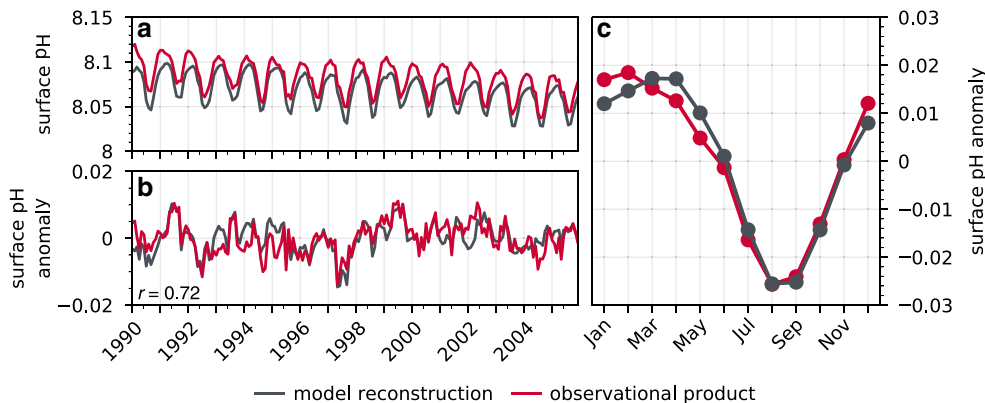 a
surface pH
8.15
8.1
8.05
8
b
surface pH
anomaly
0.02
0
−0.02
r = 0.72
1990
1992
1994
1996
1998
2000
2002
2004
c
0.03
0.02
0.01
0
−0.01
−0.02
−0.03
surface pH anomaly
Jan
Mar
May
Jul
Sep
Nov
model reconstruction
observational product